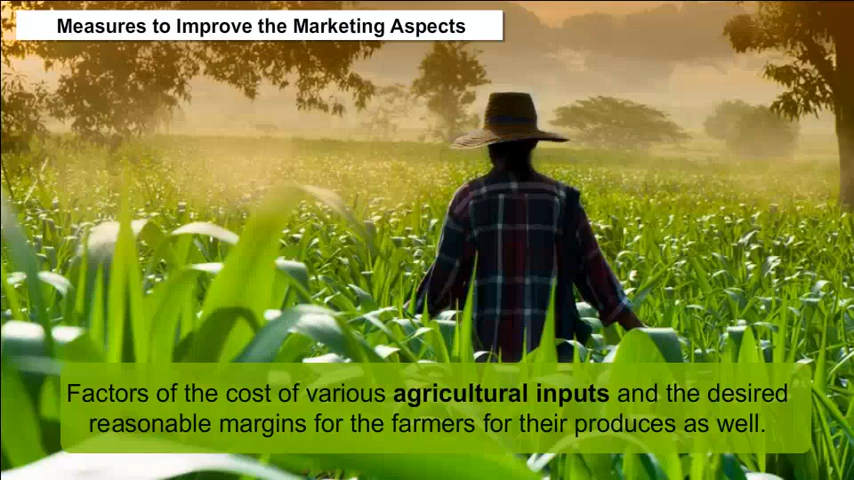 Measures to Improve the Marketing Aspects
Factors of the cost of various agricultural inputs and the desired
reasonable margins for the farmers for their produces as well.